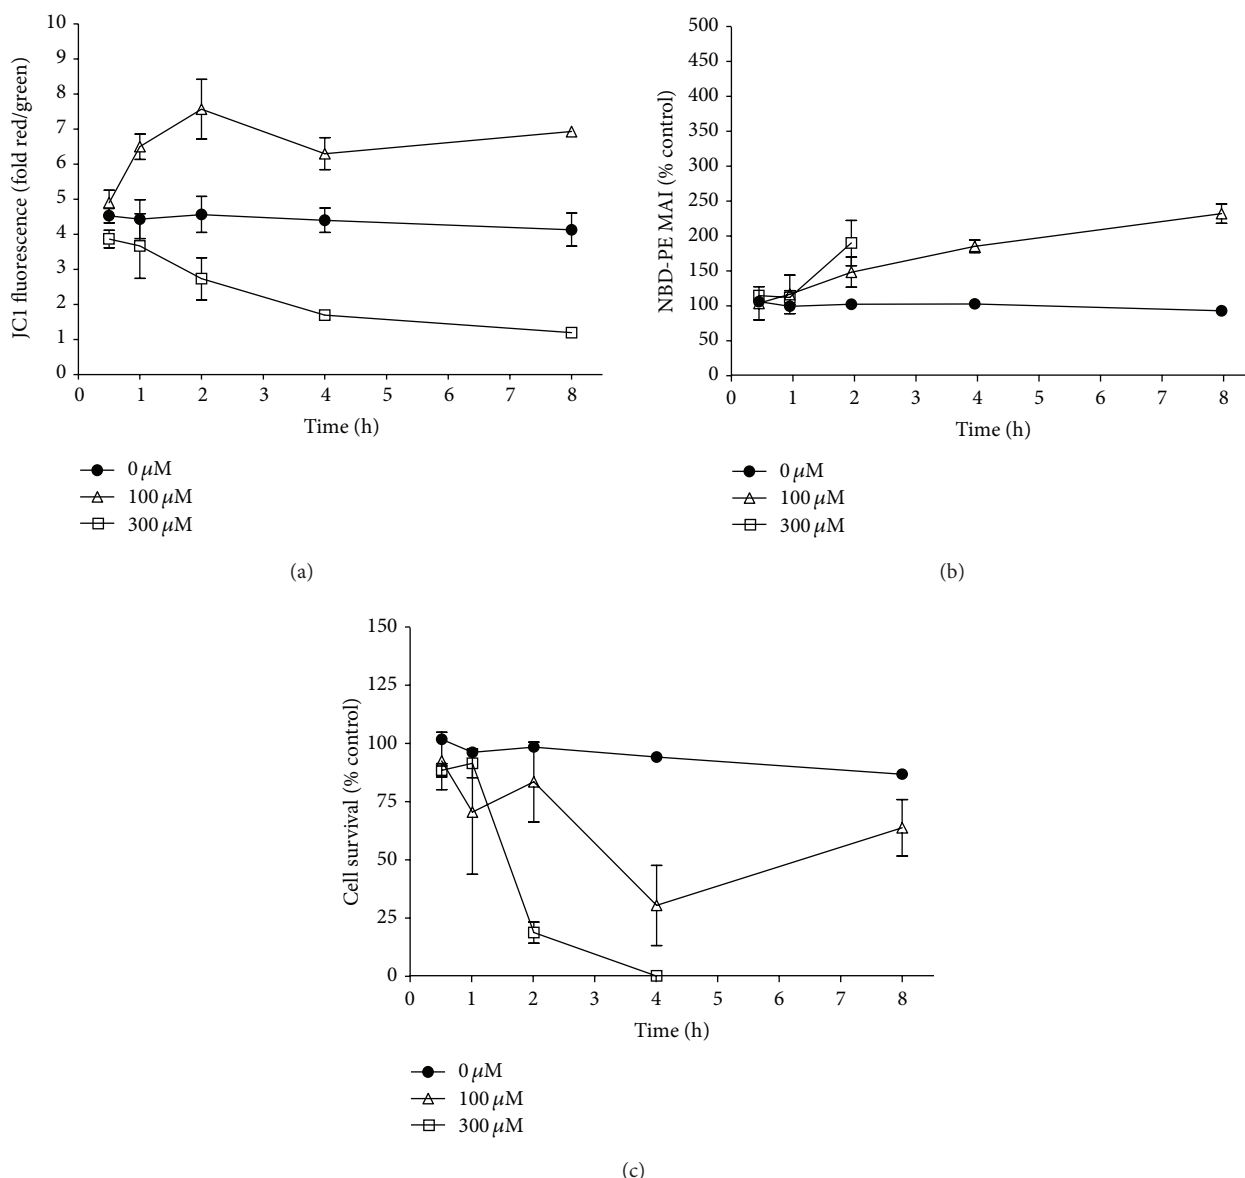 10
9
8
7
6
5
4
3
2
1
0
JC1 fluorescence (fold red/green)
0 1 2 3 4 5 6 7 8
Time (h)
0 μM
100 μM
300 μM
(a)
500
450
400
350
300
250
200
150
100
50
0
NBD-PE MAI (% control)
0 1 2 3 4 5 6 7 8
Time (h)
0 μM
100 μM
300 μM
(b)
150
125
100
75
50
25
0
Cell survival (% control)
0 1 2 3 4 5 6 7 8
Time (h)
0 μM
100 μM
300 μM
(c)